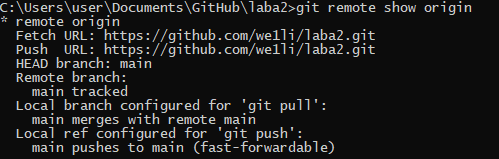 C:\Users\user\Documents\GitHub\laba2>git remote show origin
* remote origin
  Fetch URL: https://github.com/we1li/laba2.git
  Push  URL: https://github.com/we1li/laba2.git
  HEAD branch: main
  Remote branch:
    main tracked
  Local branch configured for 'git pull':
    main merges with remote main
  Local ref configured for 'git push':
    main pushes to main (fast-forwardable)